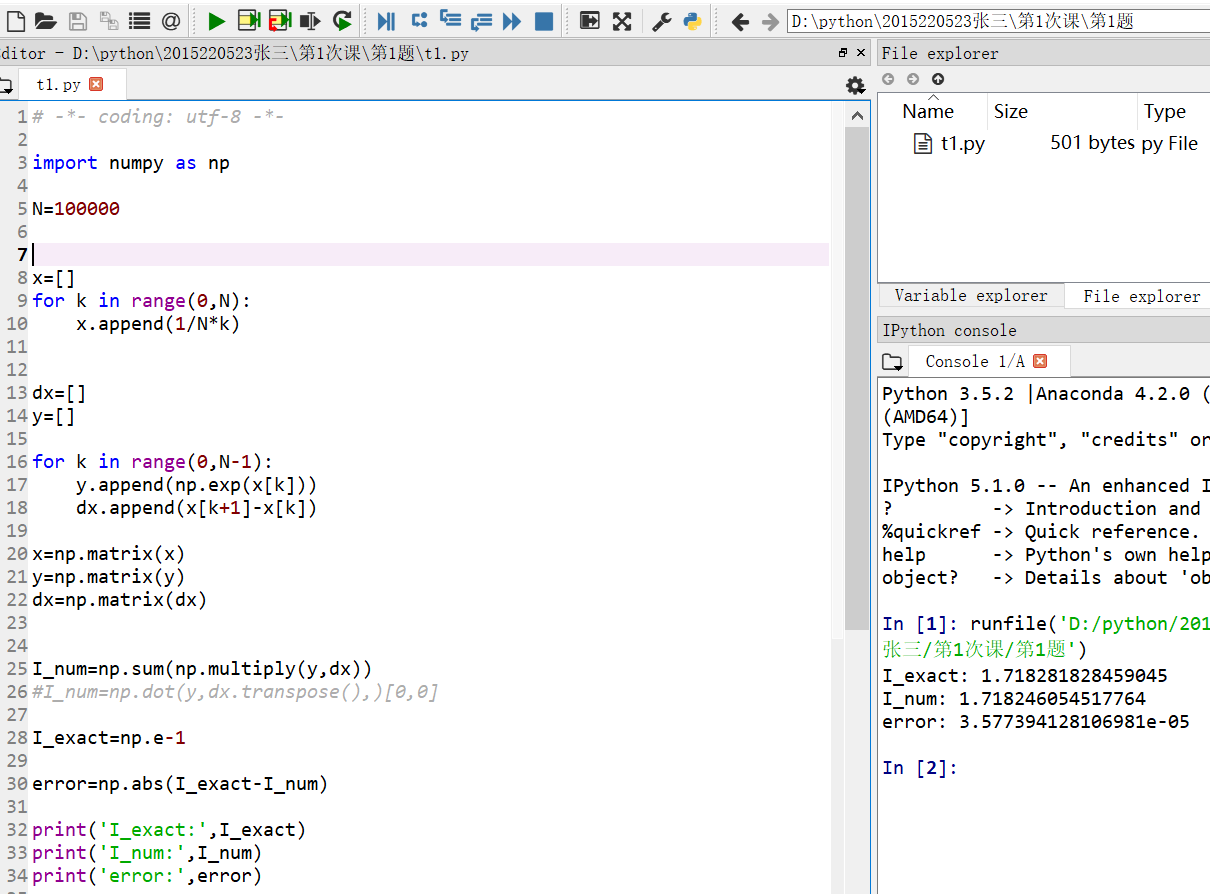 D:\python\2015220523张三\第1次课\第1题
ditor - D:\python\2015220523张三\第1次课\第1题\t1.py
t1.py
1 # -*- coding: utf-8 -*-
2
3 import numpy as np
4
5 N=100000
6
7
8 x=[]
9 for k in range(0,N):
10     x.append(1/N*k)
11
12
13 dx=[]
14 y=[]
15
16 for k in range(0,N-1):
17     y.append(np.exp(x[k]))
18     dx.append(x[k+1]-x[k])
19
20 x=np.matrix(x)
21 y=np.matrix(y)
22 dx=np.matrix(dx)
23
24
25 I_num=np.sum(np.multiply(y,dx))
26 #I_num=np.dot(y,dx.transpose(),)[0,0]
27
28 I_exact=np.e-1
29
30 error=np.abs(I_exact-I_num)
31
32 print('I_exact:',I_exact)
33 print('I_num:',I_num)
34 print('error:',error)
File explorer
Name Size Type
t1.py 501 bytes py File
Variable explorer File explorer
IPython console
Console 1/A
Python 3.5.2 |Anaconda 4.2.0 (
(AMD64)]
Type "copyright", "credits" or
IPython 5.1.0 -- An enhanced I
? -> Introduction and
%quickref -> Quick reference.
help -> Python's own help
object? -> Details about 'ob
In [1]: runfile('D:/python/201
张三/第1次课/第1题')
I_exact: 1.718281828459045
I_num: 1.718246054517764
error: 3.577394128106981e-05
In [2]: